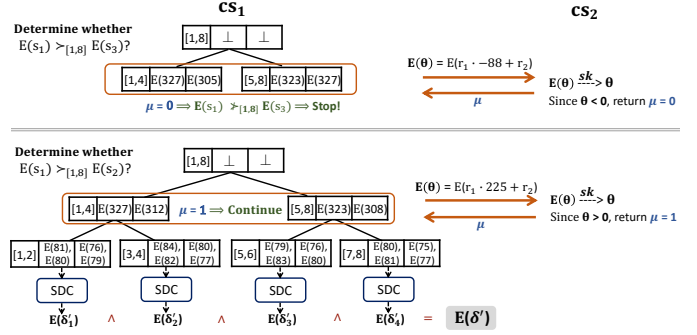 cs₁
cs₂
Determine whether
E(s₁) ≻[1,8] E(s₃)?
[1,8] ⊥ ⊥
[1,4] E(327) E(305) [5,8] E(323) E(327)
μ = 0 ⟹ E(s₁) ⊁[1,8] E(s₃) ⟹ Stop!
E(θ) = E(r₁ · −88 + r₂)
μ
E(θ) sk ----> θ
Since θ < 0, return μ = 0
Determine whether
E(s₁) ≻[1,8] E(s₂)?
[1,8] ⊥ ⊥
[1,4] E(327) E(312) μ = 1 ⟹ Continue [5,8] E(323) E(308)
E(θ) = E(r₁ · 225 + r₂)
μ
E(θ) sk ----> θ
Since θ > 0, return μ = 1
[1,2] E(81), E(80) E(76), E(79) [3,4] E(84), E(82) E(80), E(77) [5,6] E(79), E(83) E(76), E(80) [7,8] E(80), E(81) E(75), E(77)
SDC SDC SDC SDC
E(δ′₁) ∧ E(δ′₂) ∧ E(δ′₃) ∧ E(δ′₄) = E(δ′)